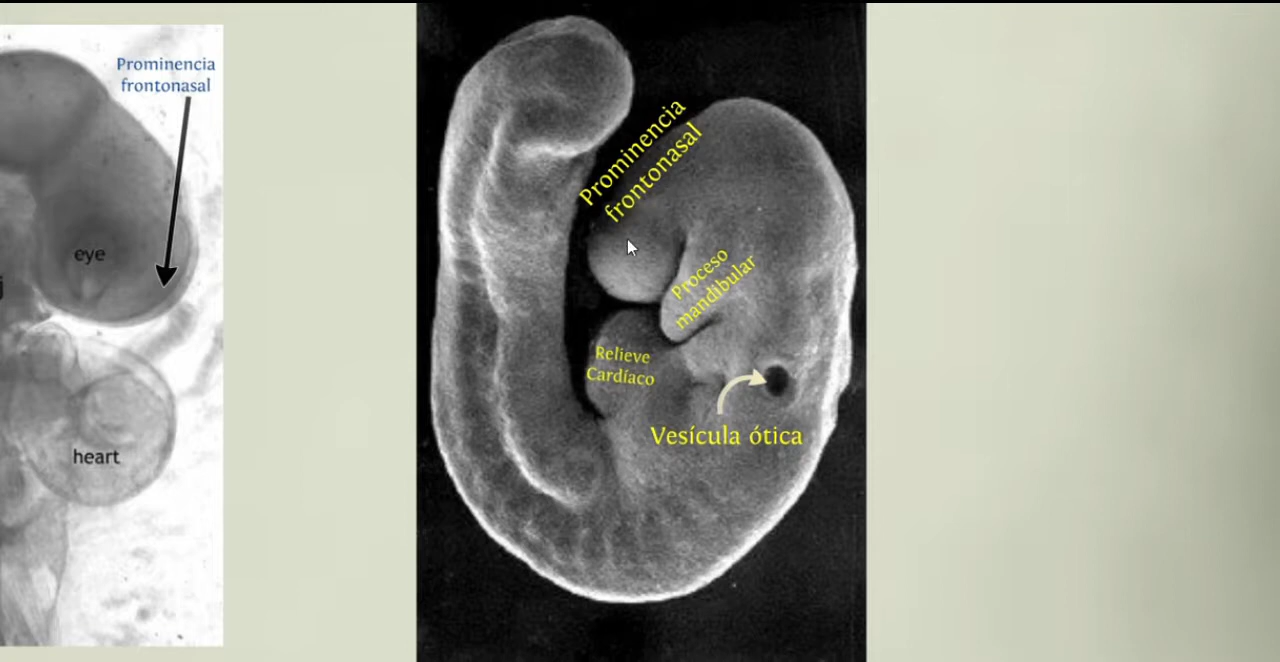 Prominencia
frontonasal
eye
heart
Prominencia
frontonasal
Proceso
mandibular
Relieve
Cardíaco
Vesícula ótica